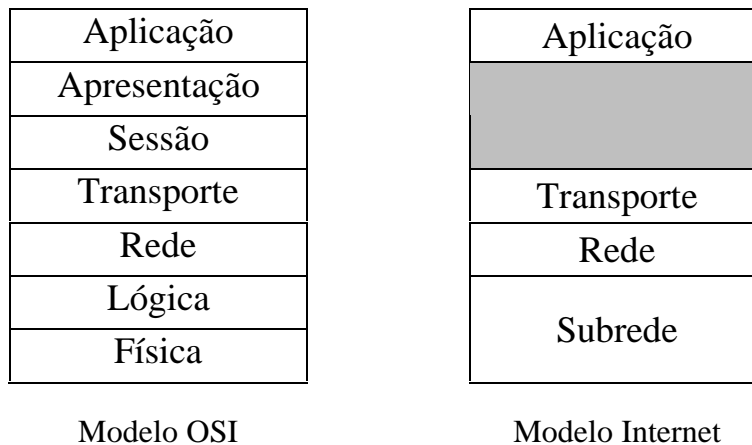 Aplicação
Apresentação
Sessão
Transporte
Rede
Lógica
Física
Modelo OSI
Aplicação
Transporte
Rede
Subrede
Modelo Internet